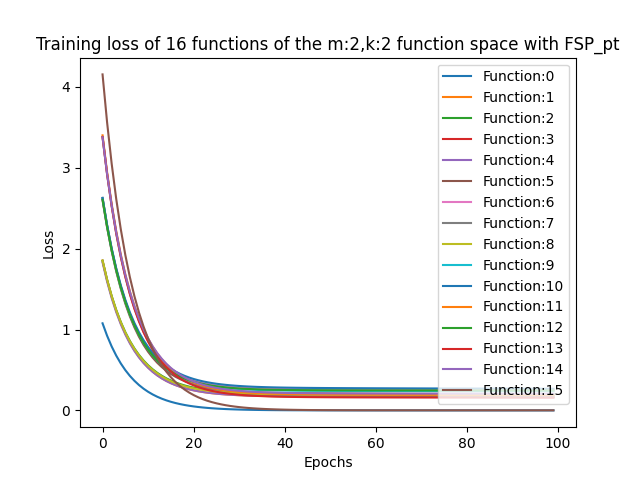 Training loss of 16 functions of the m:2,k:2 function space with FSP_pt
Loss
4
3
2
1
0
0 20 40 60 80 100
Epochs
Function:0
Function:1
Function:2
Function:3
Function:4
Function:5
Function:6
Function:7
Function:8
Function:9
Function:10
Function:11
Function:12
Function:13
Function:14
Function:15